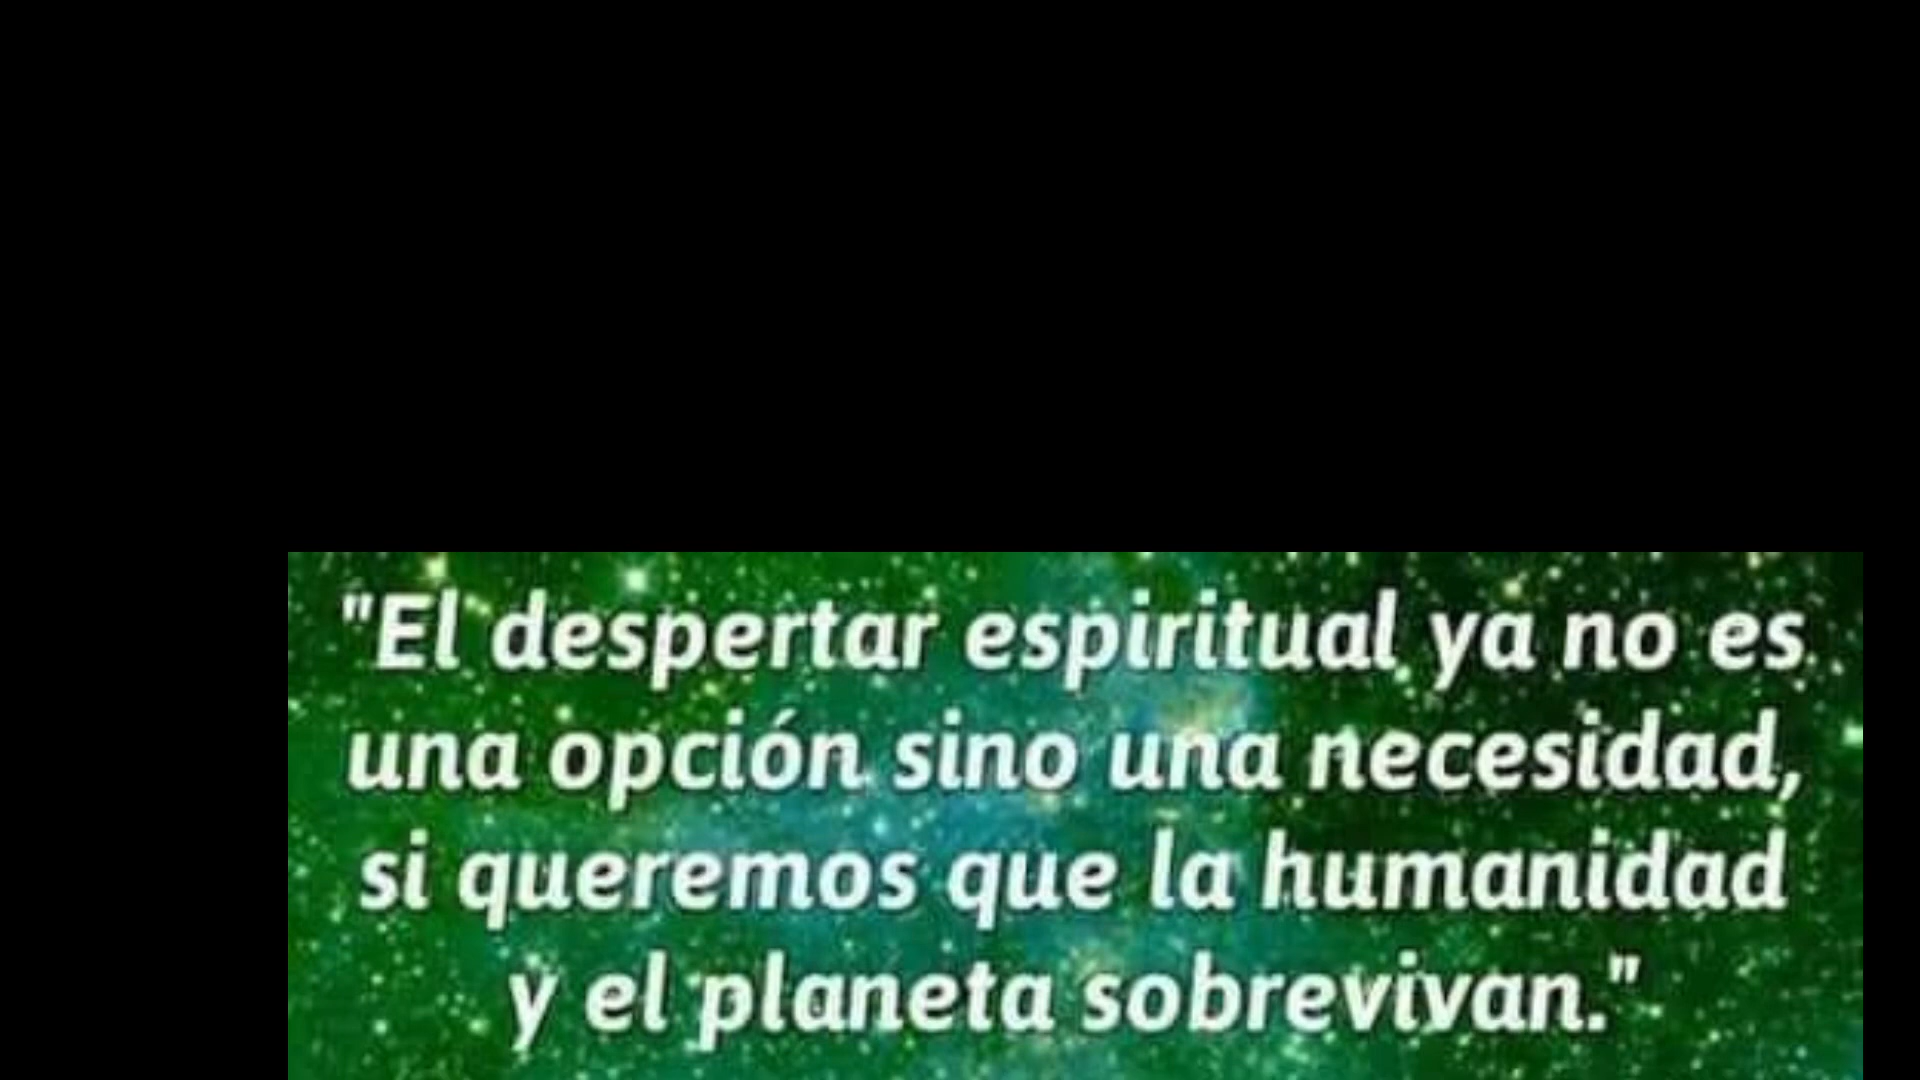 "El despertar espiritual ya no es
una opción sino una necesidad,
si queremos que la humanidad
y el planeta sobrevivan."